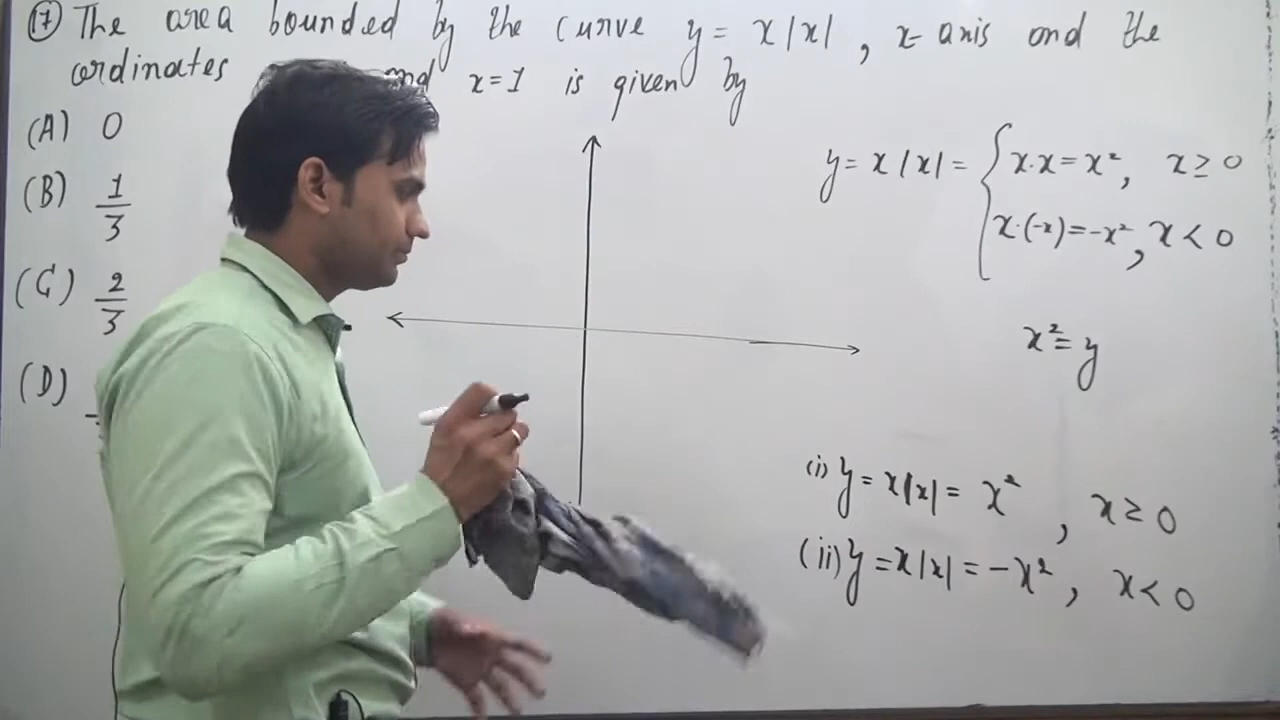 (17) The area bounded by the curve y = x|x| , x-axis and the
ordinates and x=1 is given by
(A) 0
(B) 1/3
(C) 2/3
(D)
y = x|x| = { x·x = x², x ≥ 0
x·(-x) = -x², x < 0
x² = y
(i) y = x|x| = x² , x ≥ 0
(ii) y = x|x| = -x² , x < 0